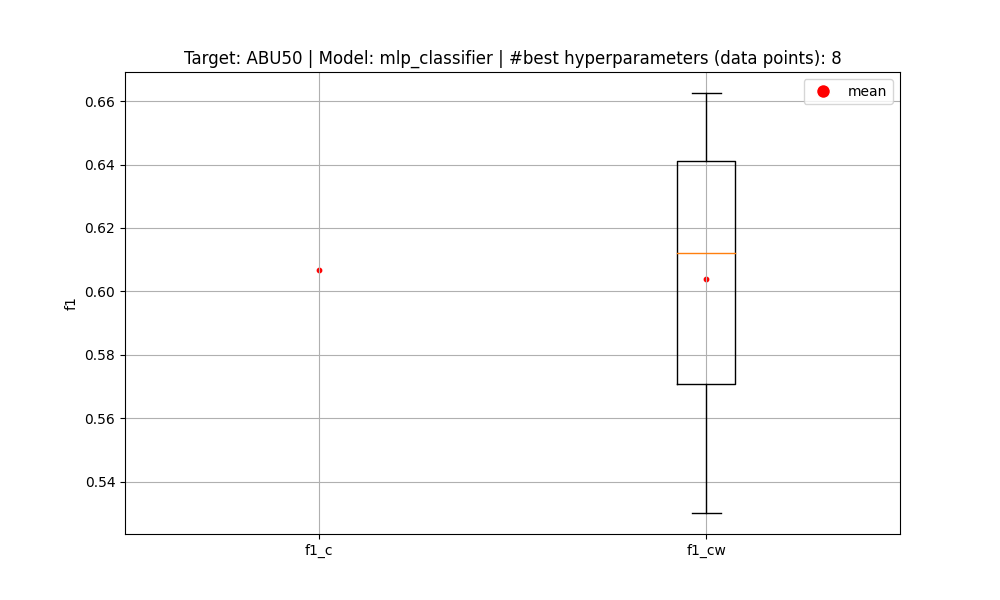 Target: ABU50 | Model: mlp_classifier | #best hyperparameters (data points): 8
mean
0.66
0.64
0.62
0.60
0.58
0.56
0.54
f1
f1_c
f1_cw